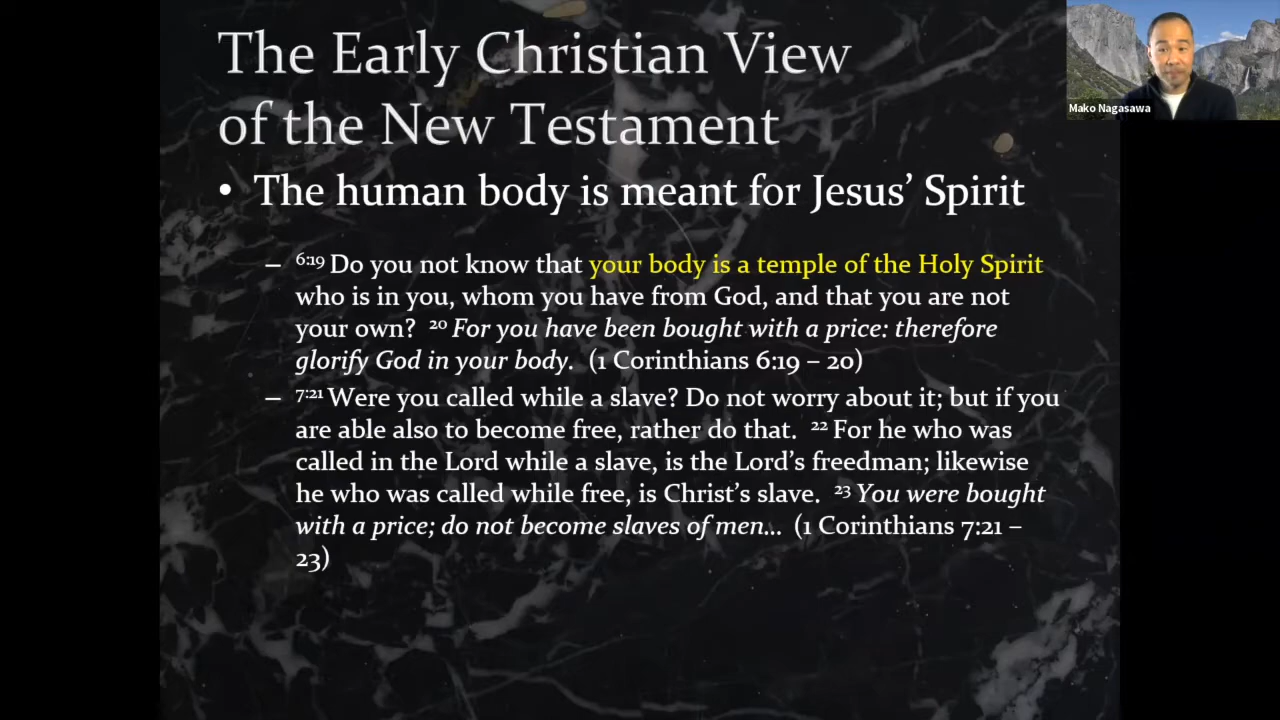 The Early Christian View
of the New Testament
Mako Nagasawa
• The human body is meant for Jesus’ Spirit
– 6:19 Do you not know that your body is a temple of the Holy Spirit
who is in you, whom you have from God, and that you are not
your own? 20 For you have been bought with a price: therefore
glorify God in your body. (1 Corinthians 6:19 – 20)
– 7:21 Were you called while a slave? Do not worry about it; but if you
are able also to become free, rather do that. 22 For he who was
called in the Lord while a slave, is the Lord’s freedman; likewise
he who was called while free, is Christ’s slave. 23 You were bought
with a price; do not become slaves of men… (1 Corinthians 7:21 –
23)